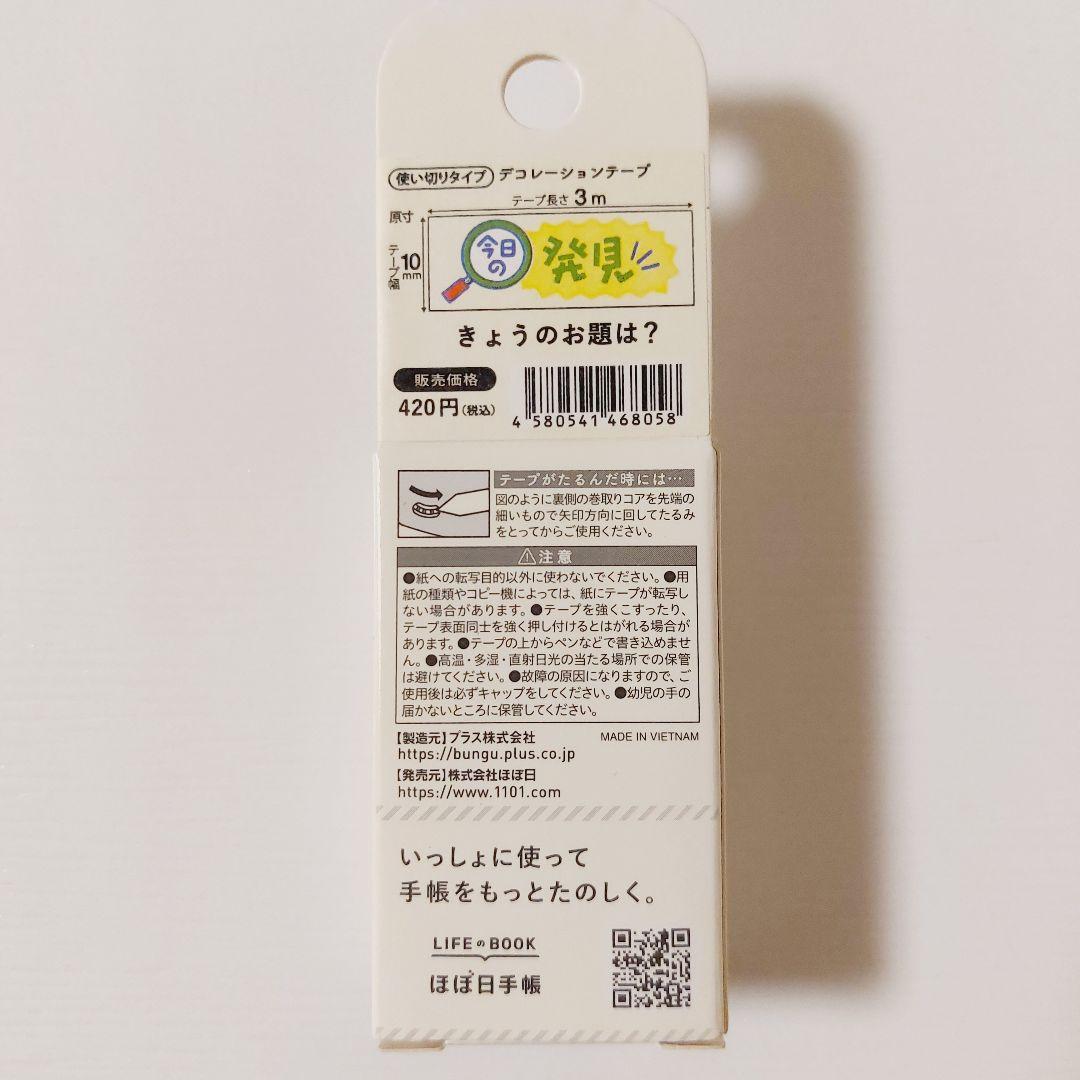 使い切りタイプ デコレーションテープ
テープ長さ 3m
原寸
テープ幅 10mm
今日の 発見
きょうのお題は?
販売価格
420円(税込)
4 580541 468058
テープがたるんだ時には…
図のように裏側の巻取りコアを先端の
細いもので矢印方向に回してたるみ
をとってからご使用ください。
⚠注意
●紙への転写目的以外に使わないでください。●用
紙の種類やコピー機によっては、紙にテープが転写し
ない場合があります。●テープを強くこすったり、
テープ表面同士を強く押し付けるとはがれる場合が
あります。●テープの上からペンなどで書き込めませ
ん。●高温・多湿・直射日光の当たる場所での保管
は避けてください。●故障の原因になりますので、ご
使用後は必ずキャップをしてください。●幼児の手の
届かないところに保管してください。
【製造元】プラス株式会社 MADE IN VIETNAM
https://bungu.plus.co.jp
【発売元】株式会社ほぼ日
https://www.1101.com
いっしょに使って
手帳をもっとたのしく。
LIFEのBOOK
ほぼ日手帳